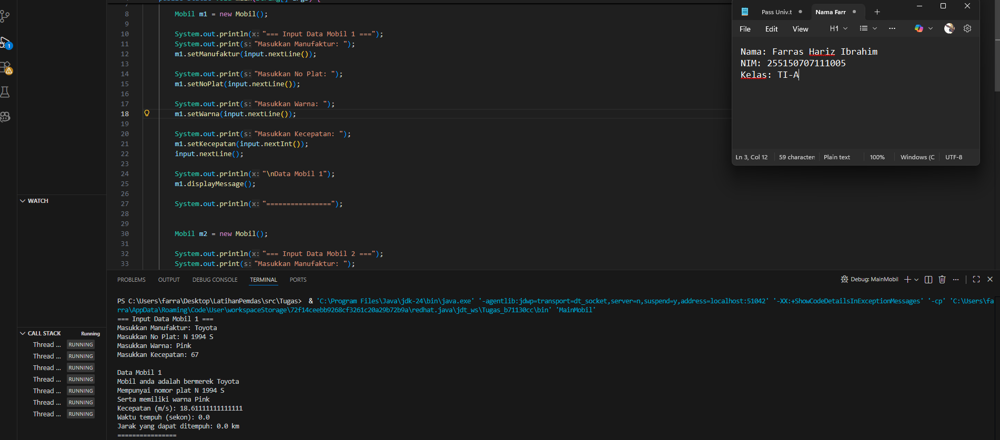 public static void main(String[] args) {
7
8 Mobil m1 = new Mobil();
9
10 System.out.println(x: "=== Input Data Mobil 1 ===");
11 System.out.print(s: "Masukkan Manufaktur: ");
12 m1.setManufaktur(input.nextLine());
13
14 System.out.print(s: "Masukkan No Plat: ");
15 m1.setNoPlat(input.nextLine());
16
17 System.out.print(s: "Masukkan Warna: ");
18 m1.setWarna(input.nextLine());
19
20 System.out.print(s: "Masukkan Kecepatan: ");
21 m1.setKecepatan(input.nextInt());
22 input.nextLine();
23
24 System.out.println(x: "\nData Mobil 1");
25 m1.displayMessage();
26
27 System.out.println(x: "================");
28
29
30 Mobil m2 = new Mobil();
31
32 System.out.println(x: "=== Input Data Mobil 2 ===");
33 System.out.print(s: "Masukkan Manufaktur: ");
1
Pass Univ.t
Nama Farr
File Edit View H1
Nama: Farras Hariz Ibrahim
NIM: 255150707111005
Kelas: TI-A
Ln 3, Col 12 59 character Plain text 100% Windows (C UTF-8
WATCH
CALL STACK Running
Thread ... RUNNING
Thread ... RUNNING
Thread ... RUNNING
Thread ... RUNNING
Thread ... RUNNING
Thread ... RUNNING
Thread ... RUNNING
PROBLEMS OUTPUT DEBUG CONSOLE TERMINAL PORTS
Debug: MainMobil
PS C:\Users\farra\Desktop\LatihanPemdas\src\Tugas> & 'C:\Program Files\Java\jdk-24\bin\java.exe' '-agentlib:jdwp=transport=dt_socket,server=n,suspend=y,address=localhost:51042' '-XX:+ShowCodeDetailsInExceptionMessages' '-cp' 'C:\Users\fa
rra\AppData\Roaming\Code\User\workspaceStorage\72f14ceebb9268cf3261c20a29b72b9a\redhat.java\jdt_ws\Tugas_b71130cc\bin' 'MainMobil'
=== Input Data Mobil 1 ===
Masukkan Manufaktur: Toyota
Masukkan No Plat: N 1994 S
Masukkan Warna: Pink
Masukkan Kecepatan: 67
Data Mobil 1
Mobil anda adalah bermerek Toyota
Mempunyai nomor plat N 1994 S
Serta memiliki warna Pink
Kecepatan (m/s): 18.61111111111111
Waktu tempuh (sekon): 0.0
Jarak yang dapat ditempuh: 0.0 km
================